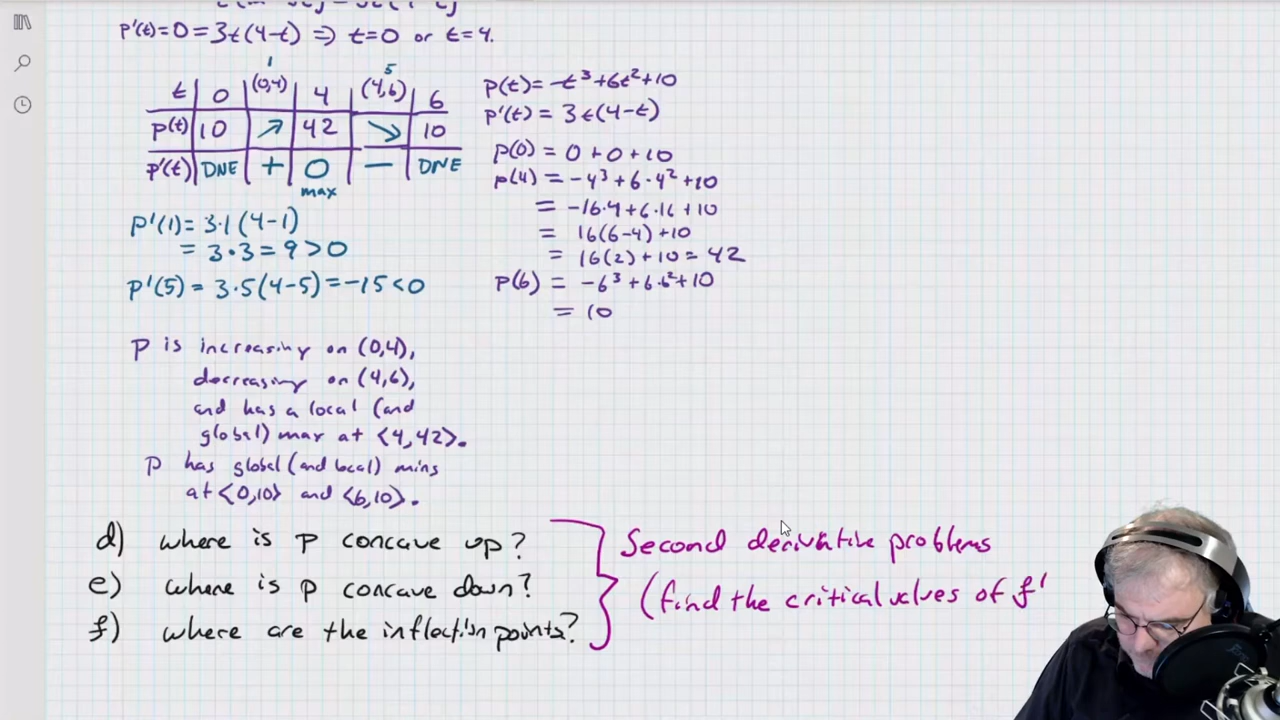 p'(t)=0=3t(4-t) => t=0 or t=4.
1 5
t 0 (0,4) 4 (4,6) 6
p(t) 10 ↗ 42 ↘ 10
p'(t) DNE + 0 — DNE
max
p'(1)= 3·1(4-1)
= 3·3=9>0
p'(5)= 3·5(4-5)=-15<0
p(t)= -t³+6t²+10
p'(t)= 3t(4-t)
p(0) = 0+0+10
p(4) = -4³+6·4²+10
= -16·4+6·16+10
= 16(6-4)+10
= 16(2)+10=42
p(6) = -6³+6·6²+10
= 10
p is increasing on (0,4),
decreasing on (4,6),
and has a local (and
global) max at <4,42>.
p has global (and local) mins
at <0,10> and <6,10>.
d) where is p concave up?
e) where is p concave down?
f) where are the inflection points?
Second derivative problems
(find the critical values of f'